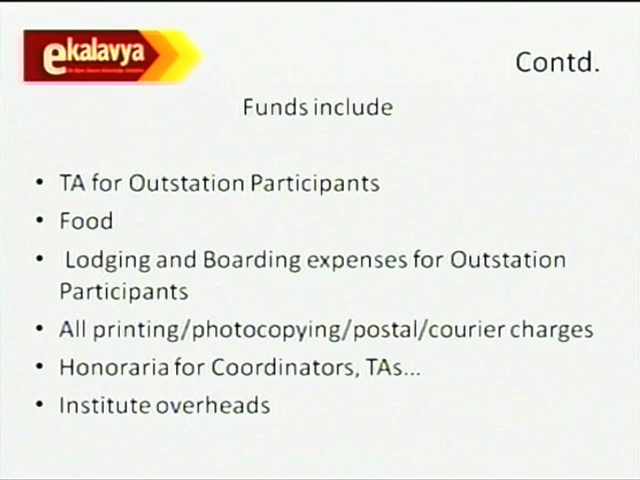 ekalavya
Contd.
Funds include
• TA for Outstation Participants
• Food
• Lodging and Boarding expenses for Outstation
Participants
• All printing/photocopying/postal/courier charges
• Honoraria for Coordinators, TAs...
• Institute overheads